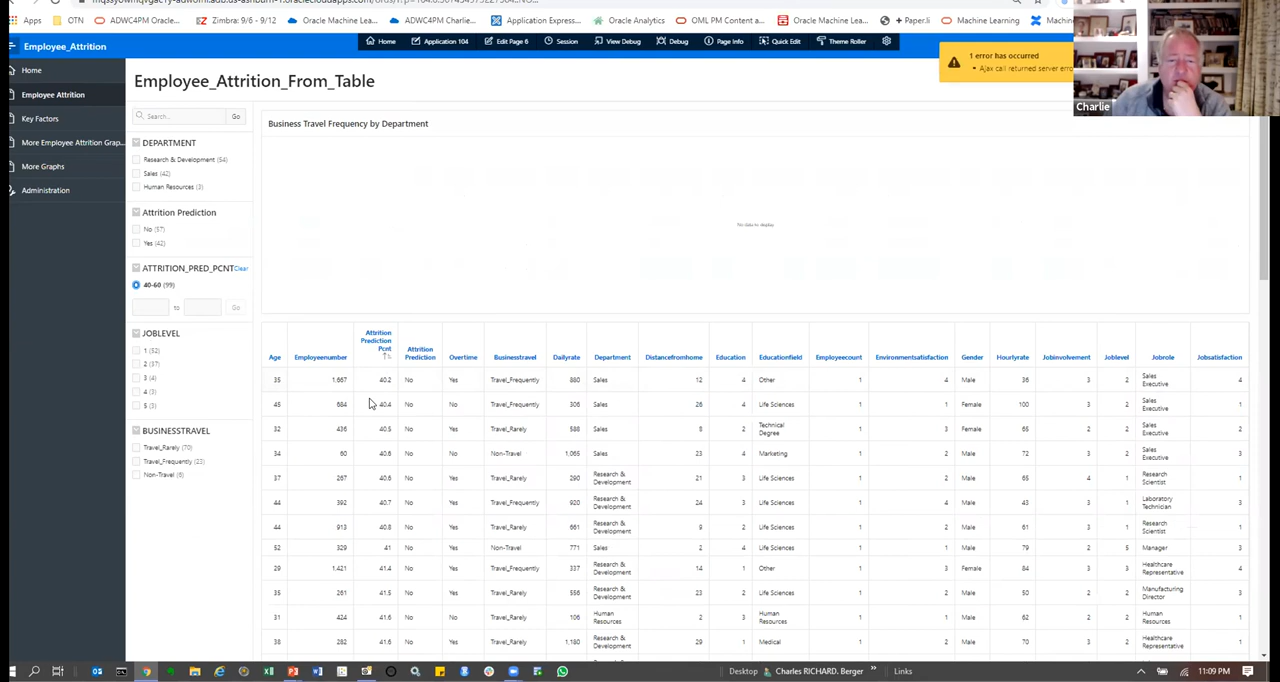 Apps
OTN
ADWC4PM Oracle...
Zimbra: 9/6 - 9/12
Oracle Machine Lea...
ADWC4PM Charlie...
Application Express...
Oracle Analytics
OML PM Content a...
Oracle Machine Lea...
+ Paper.li
Machine Learning
Machin
Employee_Attrition
Home
Application 104
Edit Page 6
Session
View Debug
Debug
Page Info
Quick Edit
Theme Roller
1 error has occurred
Ajax call returned server erro
Charlie
Home
Employee Attrition
Key Factors
More Employee Attrition Grap...
More Graphs
Administration
Employee_Attrition_From_Table
Search...
Go
DEPARTMENT
Research & Development (54)
Sales (42)
Human Resources (3)
Attrition Prediction
No (57)
Yes (42)
ATTRITION_PRED_PCNT Clear
40-60 (99)
to
Go
JOBLEVEL
1 (52)
2 (37)
3 (4)
4 (3)
5 (3)
BUSINESSTRAVEL
Travel_Rarely (70)
Travel_Frequently (23)
Non-Travel (6)
Business Travel Frequency by Department
No data to display
Age Employeenumber Attrition Prediction Pcnt Attrition Prediction Overtime Businesstravel Dailyrate Department Distancefromhome Education Educationfield Employeecount Environmentsatisfaction Gender Hourlyrate Jobinvolvement Joblevel Jobrole Jobsatisfaction
35 1,667 40.2 No Yes Travel_Frequently 880 Sales 12 4 Other 1 4 Male 36 3 2 Sales Executive 4
45 684 40.4 No No Travel_Frequently 306 Sales 26 4 Life Sciences 1 1 Female 100 3 2 Sales Executive 1
32 436 40.5 No Yes Travel_Rarely 588 Sales 8 2 Technical Degree 1 3 Female 65 2 2 Sales Executive 2
34 60 40.6 No No Non-Travel 1,065 Sales 23 4 Marketing 1 2 Male 72 3 2 Sales Executive 3
37 267 40.6 No Yes Travel_Rarely 290 Research & Development 21 3 Life Sciences 1 2 Male 65 4 1 Research Scientist 1
44 392 40.7 No Yes Travel_Frequently 920 Research & Development 24 3 Life Sciences 1 4 Male 43 3 1 Laboratory Technician 3
44 913 40.8 No Yes Travel_Rarely 661 Research & Development 9 2 Life Sciences 1 2 Male 61 3 1 Research Scientist 1
52 329 41 No Yes Non-Travel 771 Sales 2 4 Life Sciences 1 1 Male 79 2 5 Manager 3
29 1,421 41.4 No Yes Travel_Frequently 337 Research & Development 14 1 Other 1 3 Female 84 3 3 Healthcare Representative 4
35 261 41.5 No Yes Travel_Rarely 556 Research & Development 23 2 Life Sciences 1 2 Male 50 2 2 Manufacturing Director 3
31 424 41.6 No Yes Travel_Rarely 106 Human Resources 2 3 Human Resources 1 2 Male 62 2 2 Human Resources 1
38 282 41.6 No Yes Travel_Rarely 1,180 Research & Development 29 1 Medical 1 2 Male 70 3 2 Healthcare Representative 1
Desktop
Charles RICHARD. Berger
Links
11:09 PM